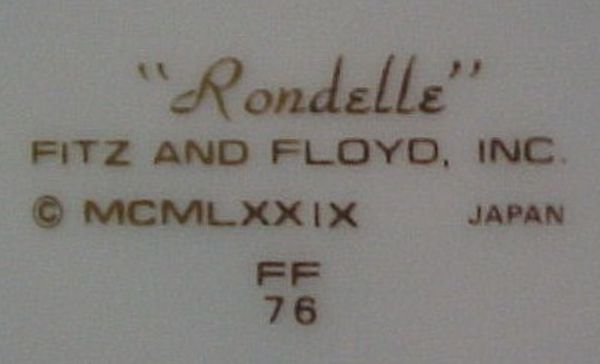 "Rondelle"
FITZ AND FLOYD, INC.
© MCMLXXIX JAPAN
FF
76